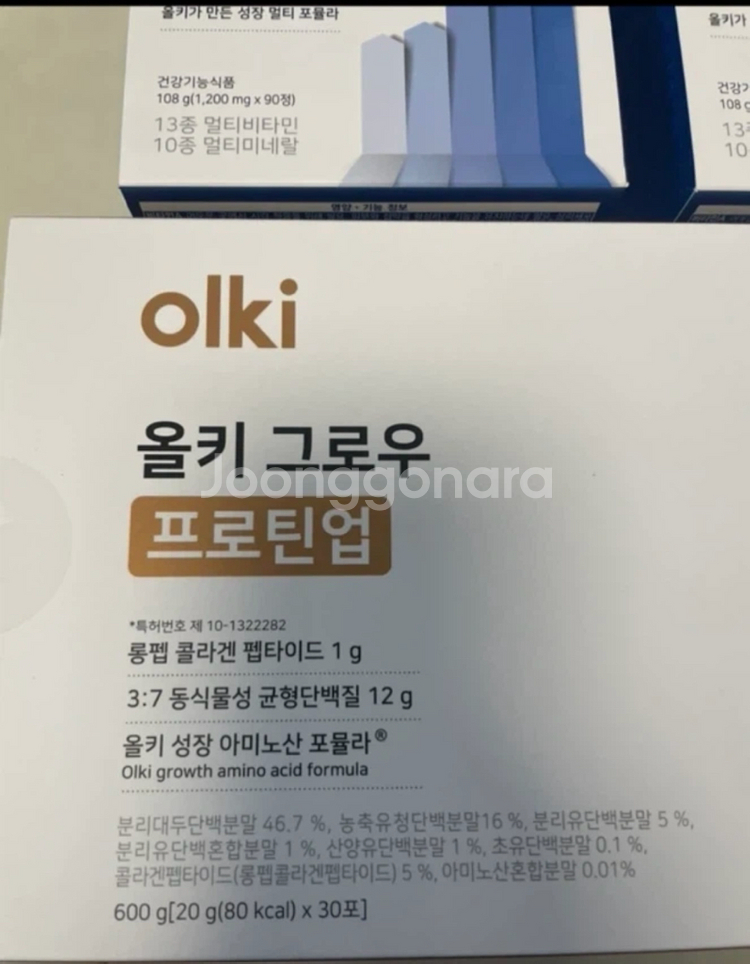 올키가 만든 성장 멀티 포뮬라
건강기능식품
108 g(1,200 mg x 90정)
13종 멀티비타민
10종 멀티미네랄
영양·기능 정보
올키가
건강기
108 g
13종
10
olki
올키 그로우
Joonggonara
프로틴업
*특허번호 제 10-1322282
롱펩 콜라겐 펩타이드 1 g
3:7 동식물성 균형단백질 12 g
올키 성장 아미노산 포뮬라®
Olki growth amino acid formula
분리대두단백분말 46.7 %, 농축유청단백분말16 %, 분리유단백분말 5 %,
분리유단백혼합분말 1 %, 산양유단백분말 1 %, 초유단백분말 0.1 %,
콜라겐펩타이드(롱펩콜라겐펩타이드) 5 %, 아미노산혼합분말 0.01%
600 g[20 g(80 kcal) x 30포]